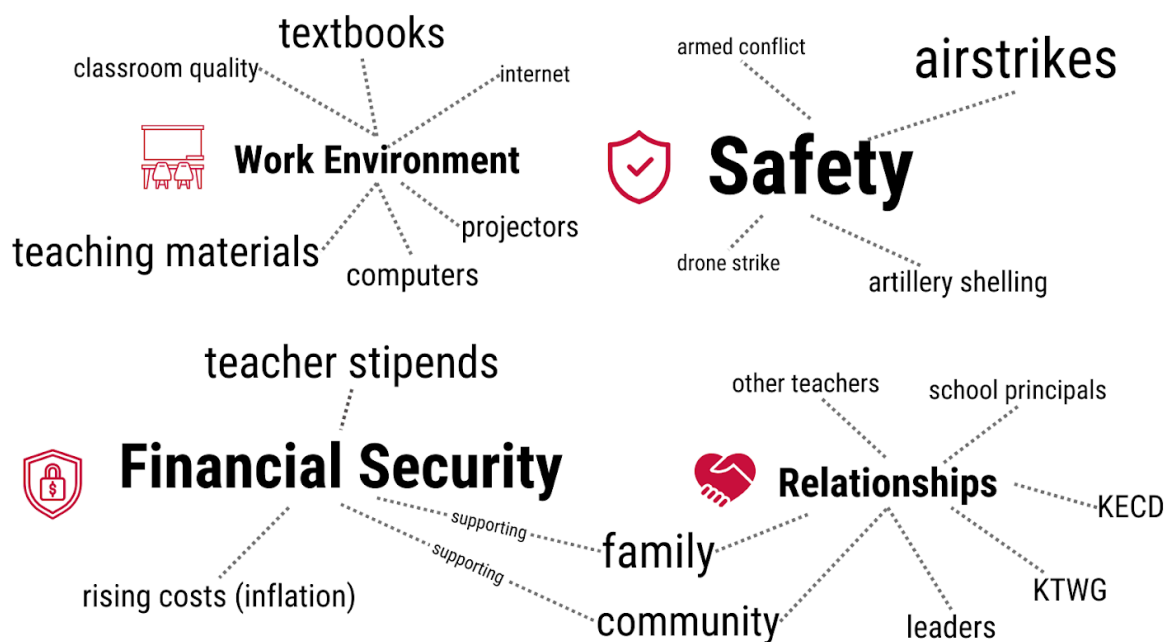 textbooks
classroom quality
internet
Work Environment
teaching materials
projectors
computers
armed conflict
airstrikes
Safety
drone strike
artillery shelling
teacher stipends
$
Financial Security
rising costs (inflation)
supporting
supporting
family
community
other teachers
school principals
Relationships
KECD
KTWG
leaders